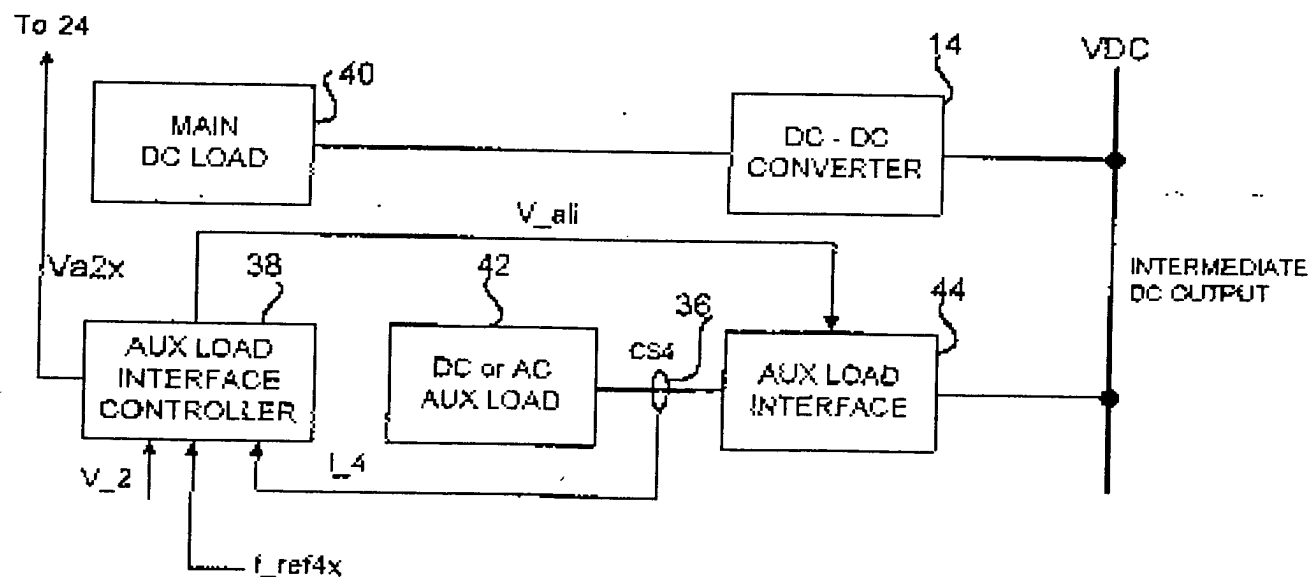 To 24
40
MAIN
DC LOAD
14
DC - DC
CONVERTER
VDC
V_ali
Va2x
38
AUX LOAD
INTERFACE
CONTROLLER
42
DC or AC
AUX LOAD
36
CS4
44
AUX LOAD
INTERFACE
INTERMEDIATE
DC OUTPUT
V_2
I_4
I_ref4x